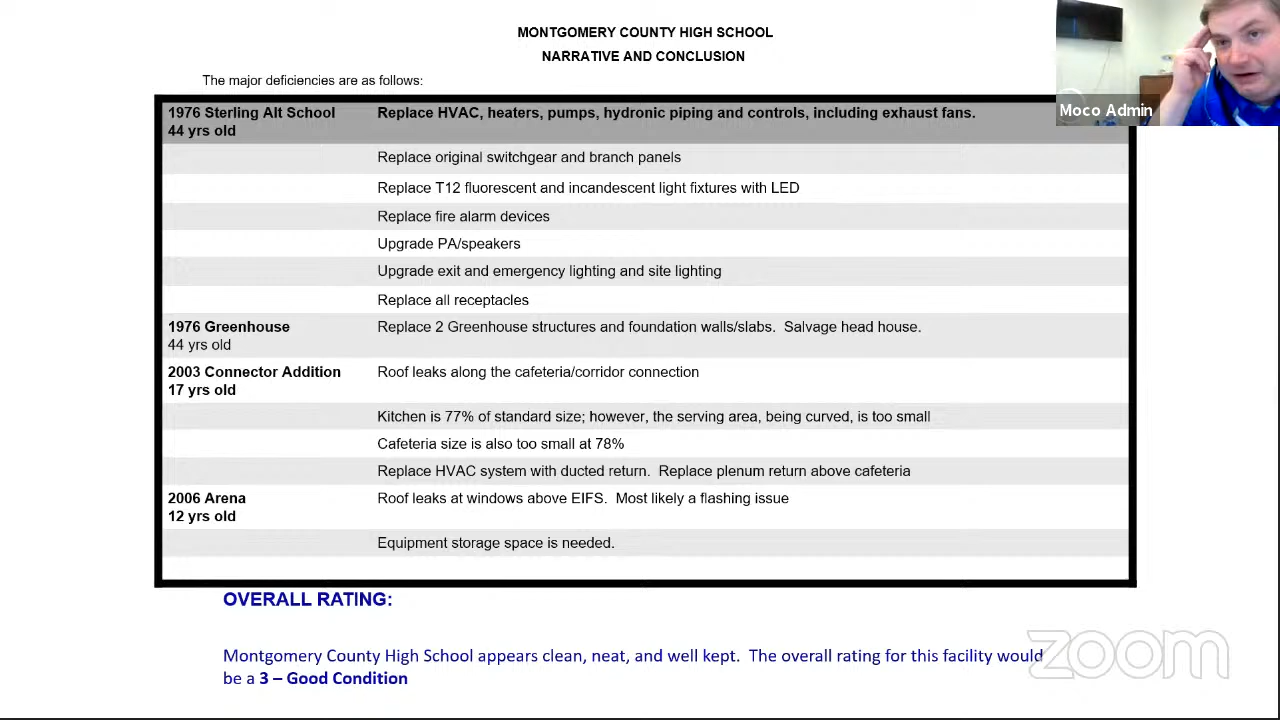 MONTGOMERY COUNTY HIGH SCHOOL
NARRATIVE AND CONCLUSION
The major deficiencies are as follows:
1976 Sterling Alt School Replace HVAC, heaters, pumps, hydronic piping and controls, including exhaust fans.
44 yrs old
Replace original switchgear and branch panels
Replace T12 fluorescent and incandescent light fixtures with LED
Replace fire alarm devices
Upgrade PA/speakers
Upgrade exit and emergency lighting and site lighting
Replace all receptacles
1976 Greenhouse Replace 2 Greenhouse structures and foundation walls/slabs. Salvage head house.
44 yrs old
2003 Connector Addition Roof leaks along the cafeteria/corridor connection
17 yrs old
Kitchen is 77% of standard size; however, the serving area, being curved, is too small
Cafeteria size is also too small at 78%
Replace HVAC system with ducted return. Replace plenum return above cafeteria
2006 Arena Roof leaks at windows above EIFS. Most likely a flashing issue
12 yrs old
Equipment storage space is needed.
OVERALL RATING:
Montgomery County High School appears clean, neat, and well kept. The overall rating for this facility would
be a 3 – Good Condition
Moco Admin
zoom